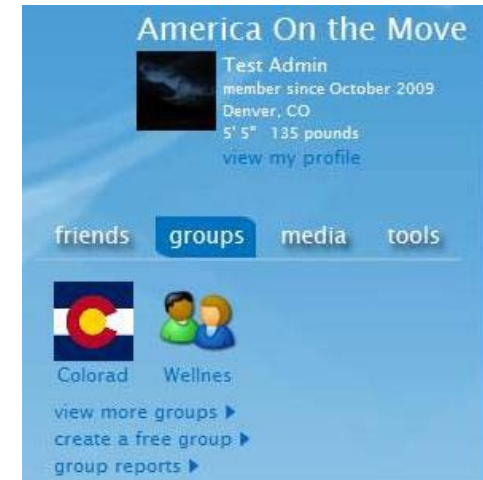 America On the Move
Test Admin
member since October 2009
Denver, CO
5' 5" 135 pounds
view my profile
friends groups media tools
Colorad Wellnes
view more groups
create a free group
group reports